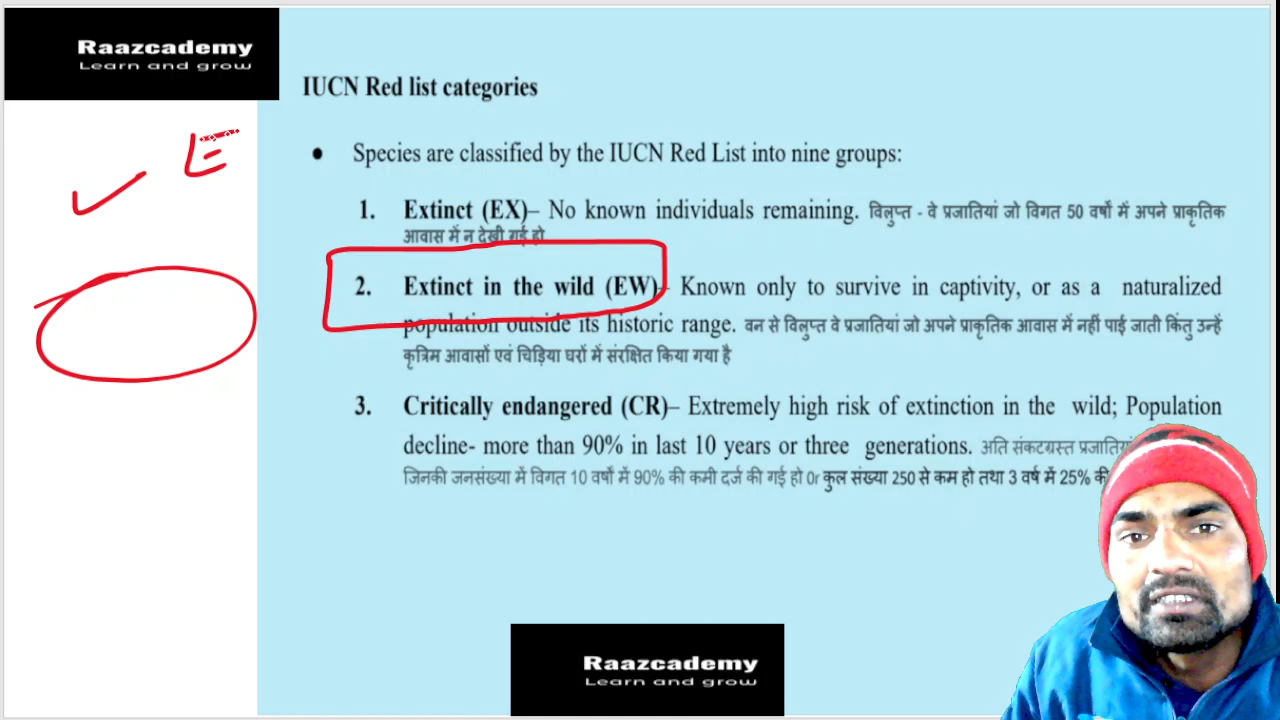 Raazcademy
Learn and grow
IUCN Red list categories
E
● Species are classified by the IUCN Red List into nine groups:
1. Extinct (EX)– No known individuals remaining. विलुप्त - वे प्रजातियां जो विगत 50 वर्षों में अपने प्राकृतिक
आवास में न देखी गई हो
2. Extinct in the wild (EW)– Known only to survive in captivity, or as a naturalized
population outside its historic range. वन से विलुप्त वे प्रजातियां जो अपने प्राकृतिक आवास में नहीं पाई जाती किंतु उन्हें
कृत्रिम आवासों एवं चिड़िया घरों में संरक्षित किया गया है
3. Critically endangered (CR)– Extremely high risk of extinction in the wild; Population
decline- more than 90% in last 10 years or three generations. अति संकटग्रस्त प्रजातियां
जिनकी जनसंख्या में विगत 10 वर्षों में 90% की कमी दर्ज की गई हो Or कुल संख्या 250 से कम हो तथा 3 वर्ष में 25% की
Raazcademy
Learn and grow